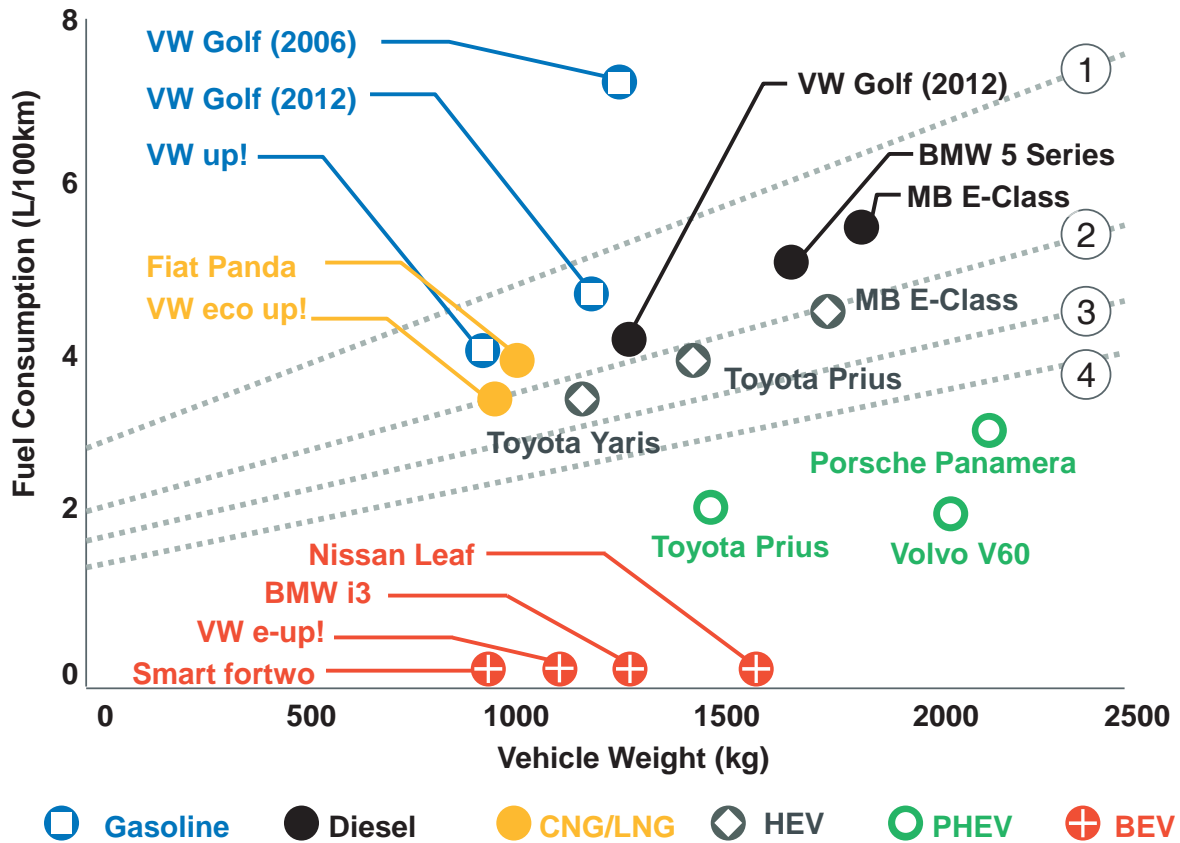 8
VW Golf (2006)
1
VW Golf (2012)
VW Golf (2012)
VW up!
BMW 5 Series
6
MB E-Class
2
Fiat Panda
VW eco up!
MB E-Class
3
4
Toyota Prius
4
Toyota Yaris
Porsche Panamera
2
Toyota Prius
Volvo V60
Nissan Leaf
BMW i3
VW e-up!
Smart fortwo
0
Fuel Consumption (L/100km)
0 500 1000 1500 2000 2500
Vehicle Weight (kg)
Gasoline Diesel CNG/LNG HEV PHEV BEV